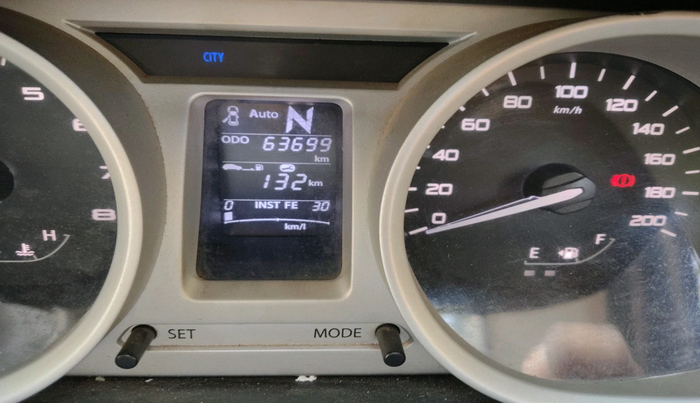 CITY
5
6
7
8
H
Auto N
ODO 63699
km
132 km
0 INST FE 30
km/l
SET MODE
0
20
40
60
80
100
120
140
160
180
200
km/h
E F